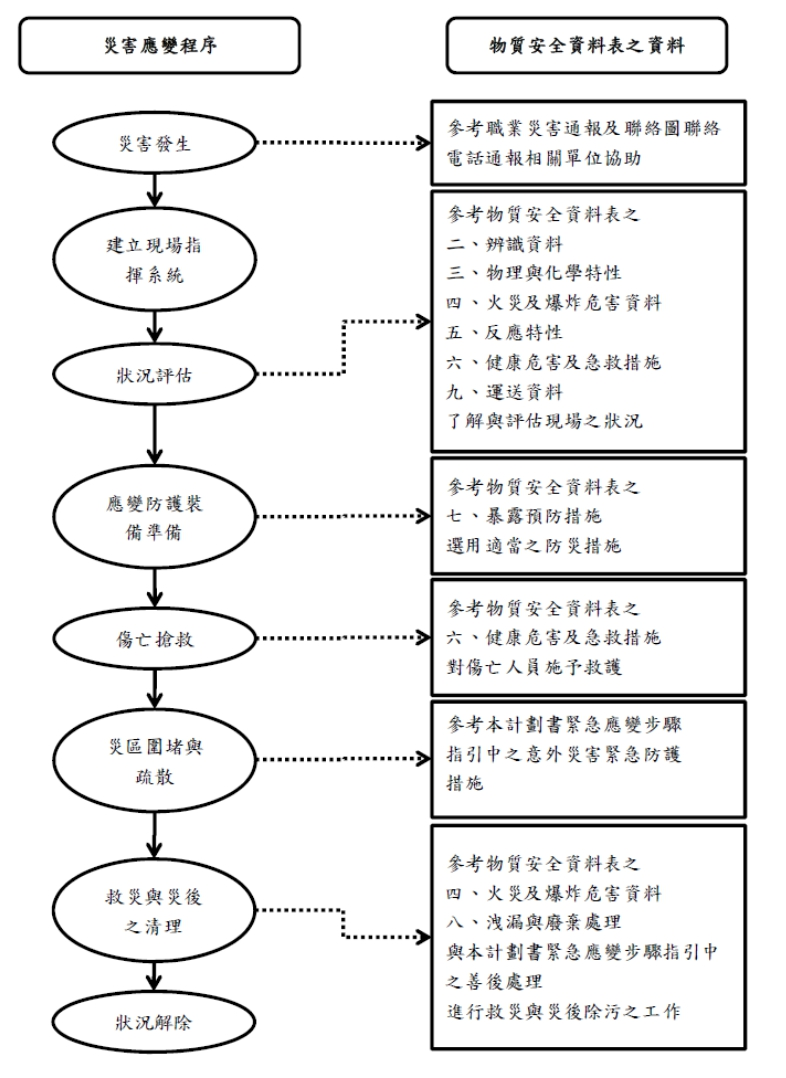 災害應變程序
物質安全資料表之資料
災害發生
參考職業災害通報及聯絡圖聯絡
電話通報相關單位協助
建立現場指
揮系統
參考物質安全資料表之
二、辨識資料
三、物理與化學特性
四、火災及爆炸危害資料
五、反應特性
六、健康危害及急救措施
九、運送資料
了解與評估現場之狀況
狀況評估
應變防護裝
備準備
參考物質安全資料表之
七、暴露預防措施
選用適當之防災措施
傷亡搶救
參考物質安全資料表之
六、健康危害及急救措施
對傷亡人員施予救護
災區圍堵與
疏散
參考本計劃書緊急應變步驟
指引中之意外災害緊急防護
措施
救災與災後
之清理
參考物質安全資料表之
四、火災及爆炸危害資料
八、洩漏與廢棄處理
與本計劃書緊急應變步驟指引中
之善後處理
進行救災與災後除污之工作
狀況解除